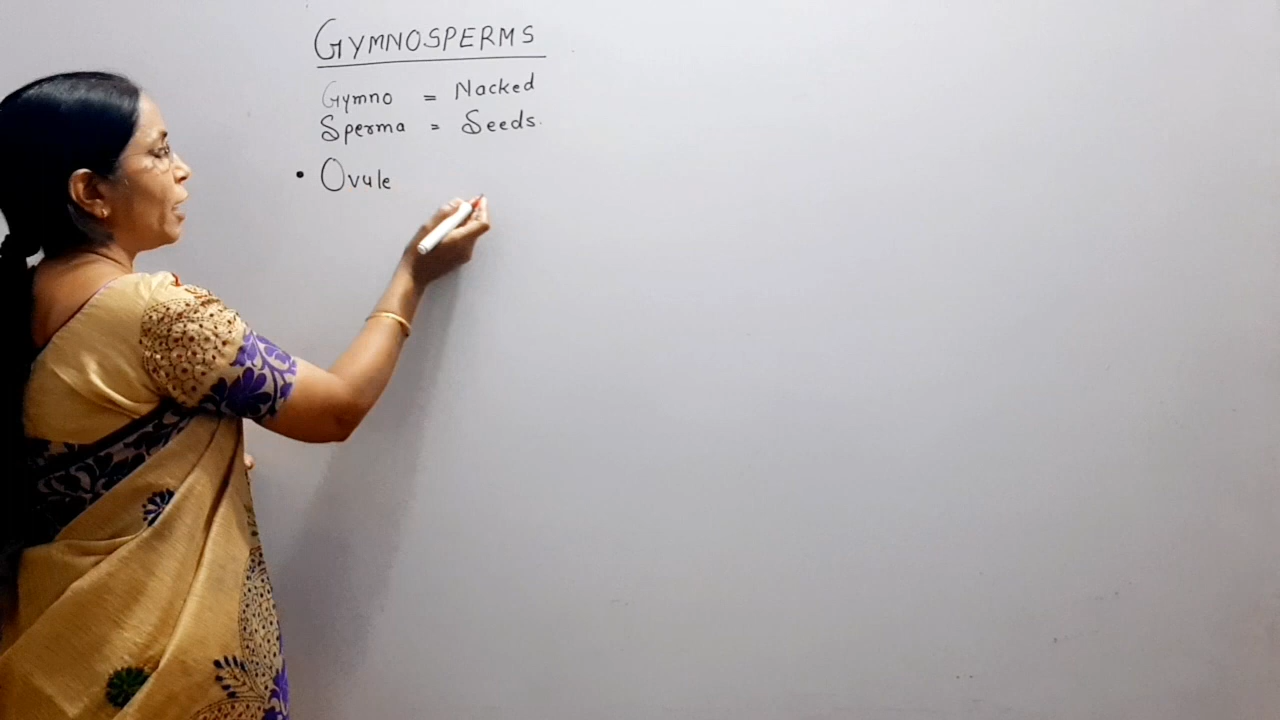 GYMNOSPERMS
Gymno = Nacked
Sperma = Seeds.
• Ovule